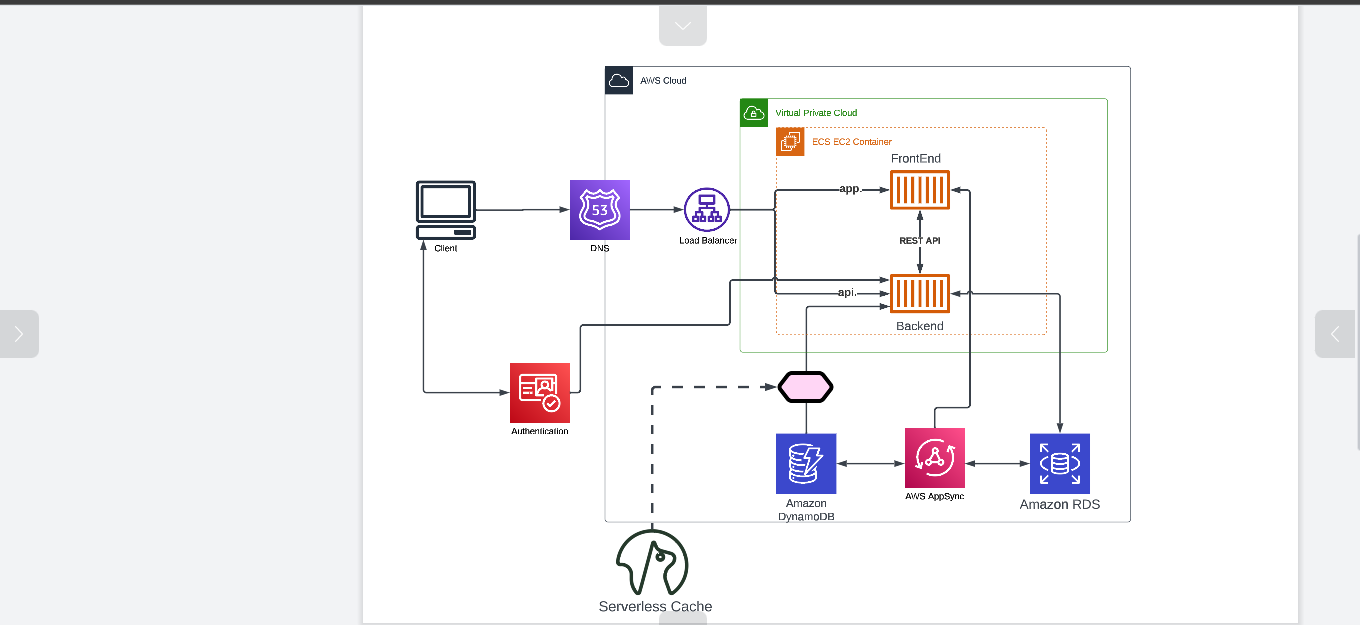 AWS Cloud
Virtual Private Cloud
ECS EC2 Container
FrontEnd
app.
53
Client
DNS
Load Balancer
REST API
api.
Backend
Authentication
Amazon
DynamoDB
AWS AppSync
Amazon RDS
Serverless Cache